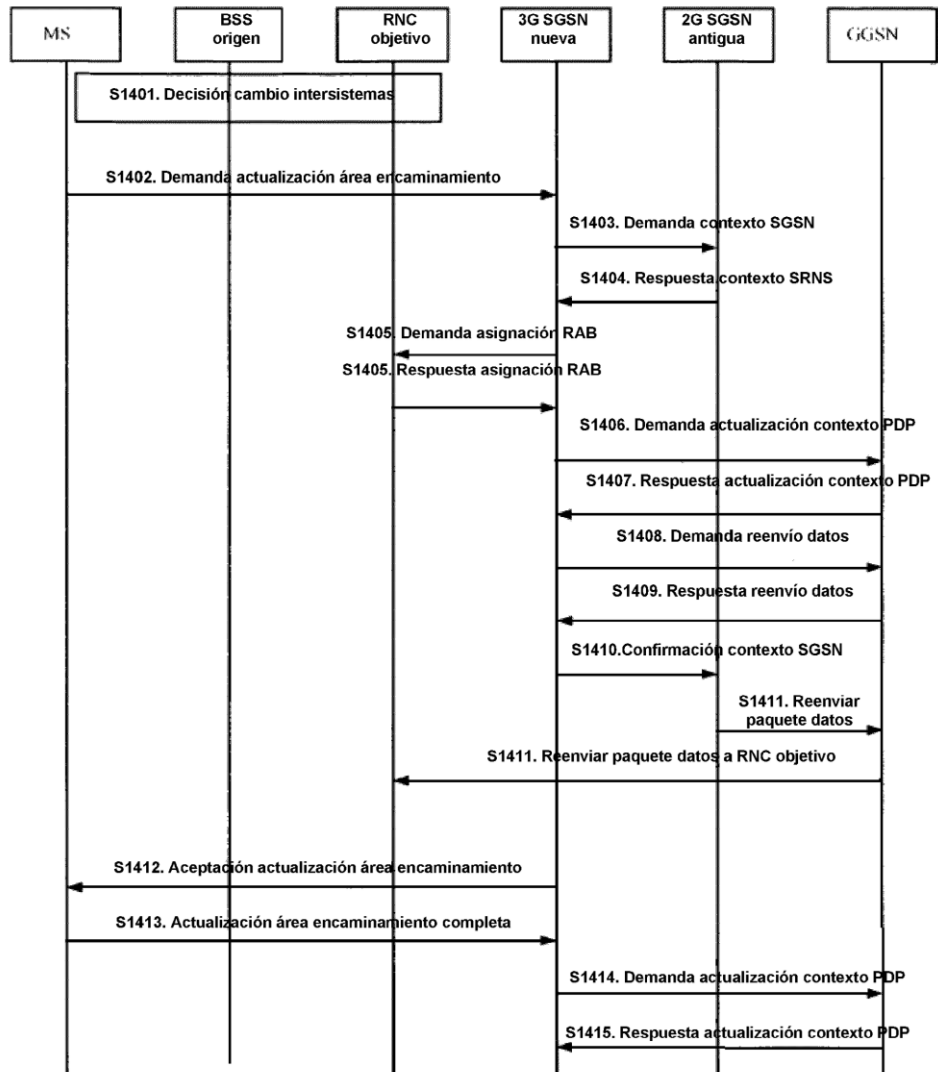 MS
BSS
origen
RNC
objetivo
3G SGSN
nueva
2G SGSN
antigua
GGSN
S1401. Decisión cambio intersistemas
S1402. Demanda actualización área encaminamiento
S1403. Demanda contexto SGSN
S1404. Respuesta contexto SRNS
S1405. Demanda asignación RAB
S1405. Respuesta asignación RAB
S1406. Demanda actualización contexto PDP
S1407. Respuesta actualización contexto PDP
S1408. Demanda reenvío datos
S1409. Respuesta reenvío datos
S1410.Confirmación contexto SGSN
S1411. Reenviar
paquete datos
S1411. Reenviar paquete datos a RNC objetivo
S1412. Aceptación actualización área encaminamiento
S1413. Actualización área encaminamiento completa
S1414. Demanda actualización contexto PDP
S1415. Respuesta actualización contexto PDP